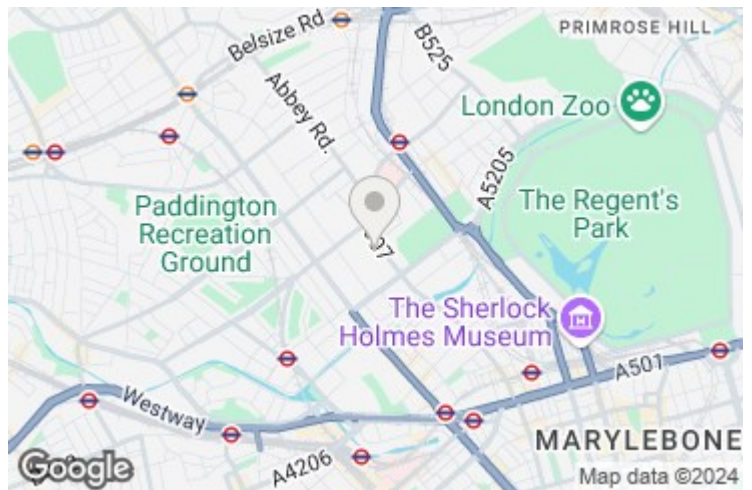 PRIMROSE HILL
Belsize Rd
B525
Abbey Rd.
London Zoo
A5205
Paddington
Recreation
Ground
The Regent's
Park
The Sherlock
Holmes Museum
A501
Westway
MARYLEBONE
A4206
Google
Map data ©2024